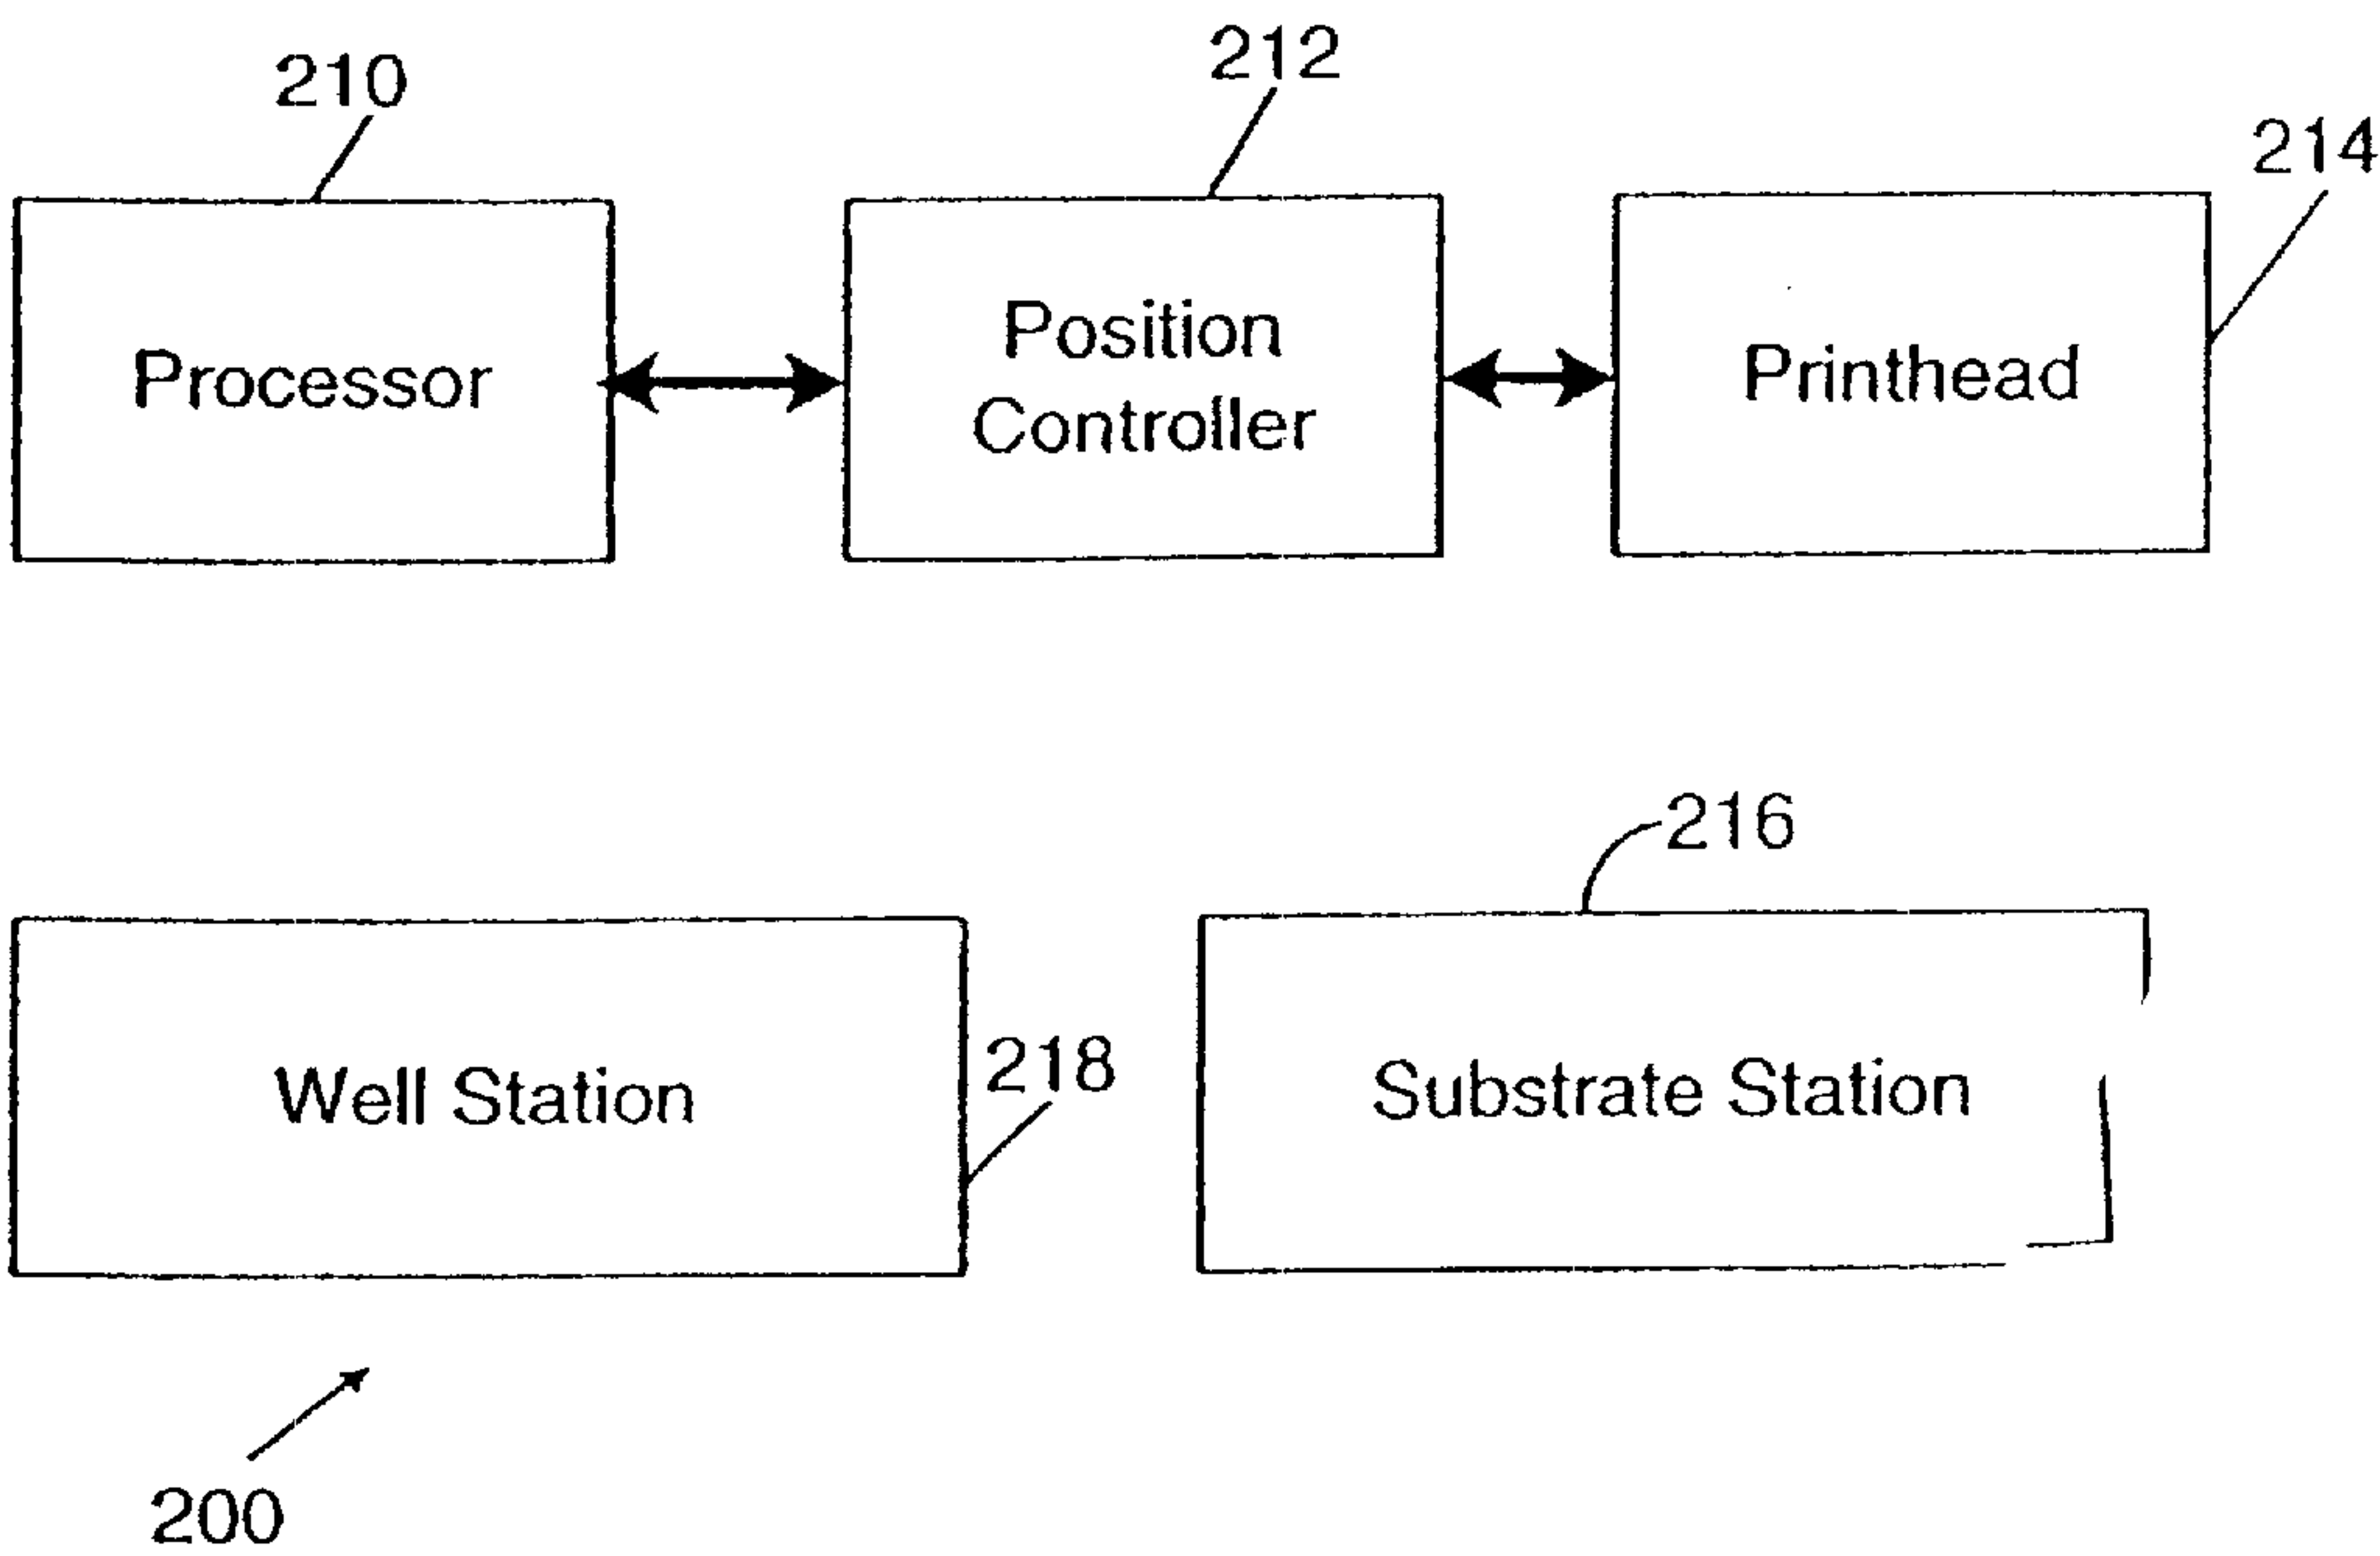 210
212
214
Processor
Position
Controller
Printhead
216
218
Well Station
Substrate Station
200